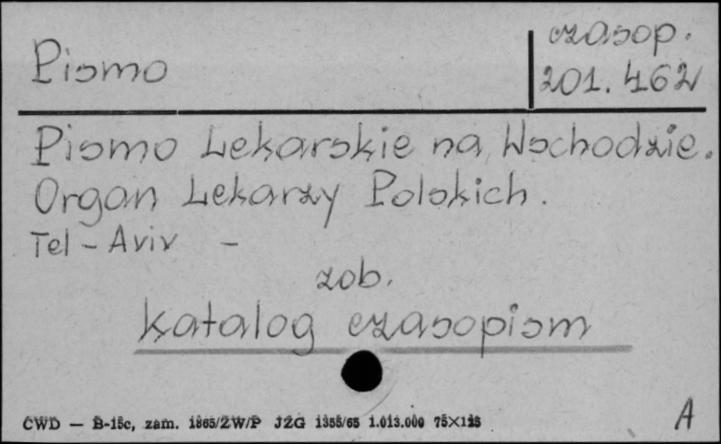 Pismo
czasop.
201.462
Pismo Lekarskie na Wschodzie.
Organ Lekarzy Polskich.
Tel-Aviv –
zob.
katalog czasopism
CWD — B-15c, zam. 1865/ZW/P JZG 1355/65 1.013.000 75×125
A